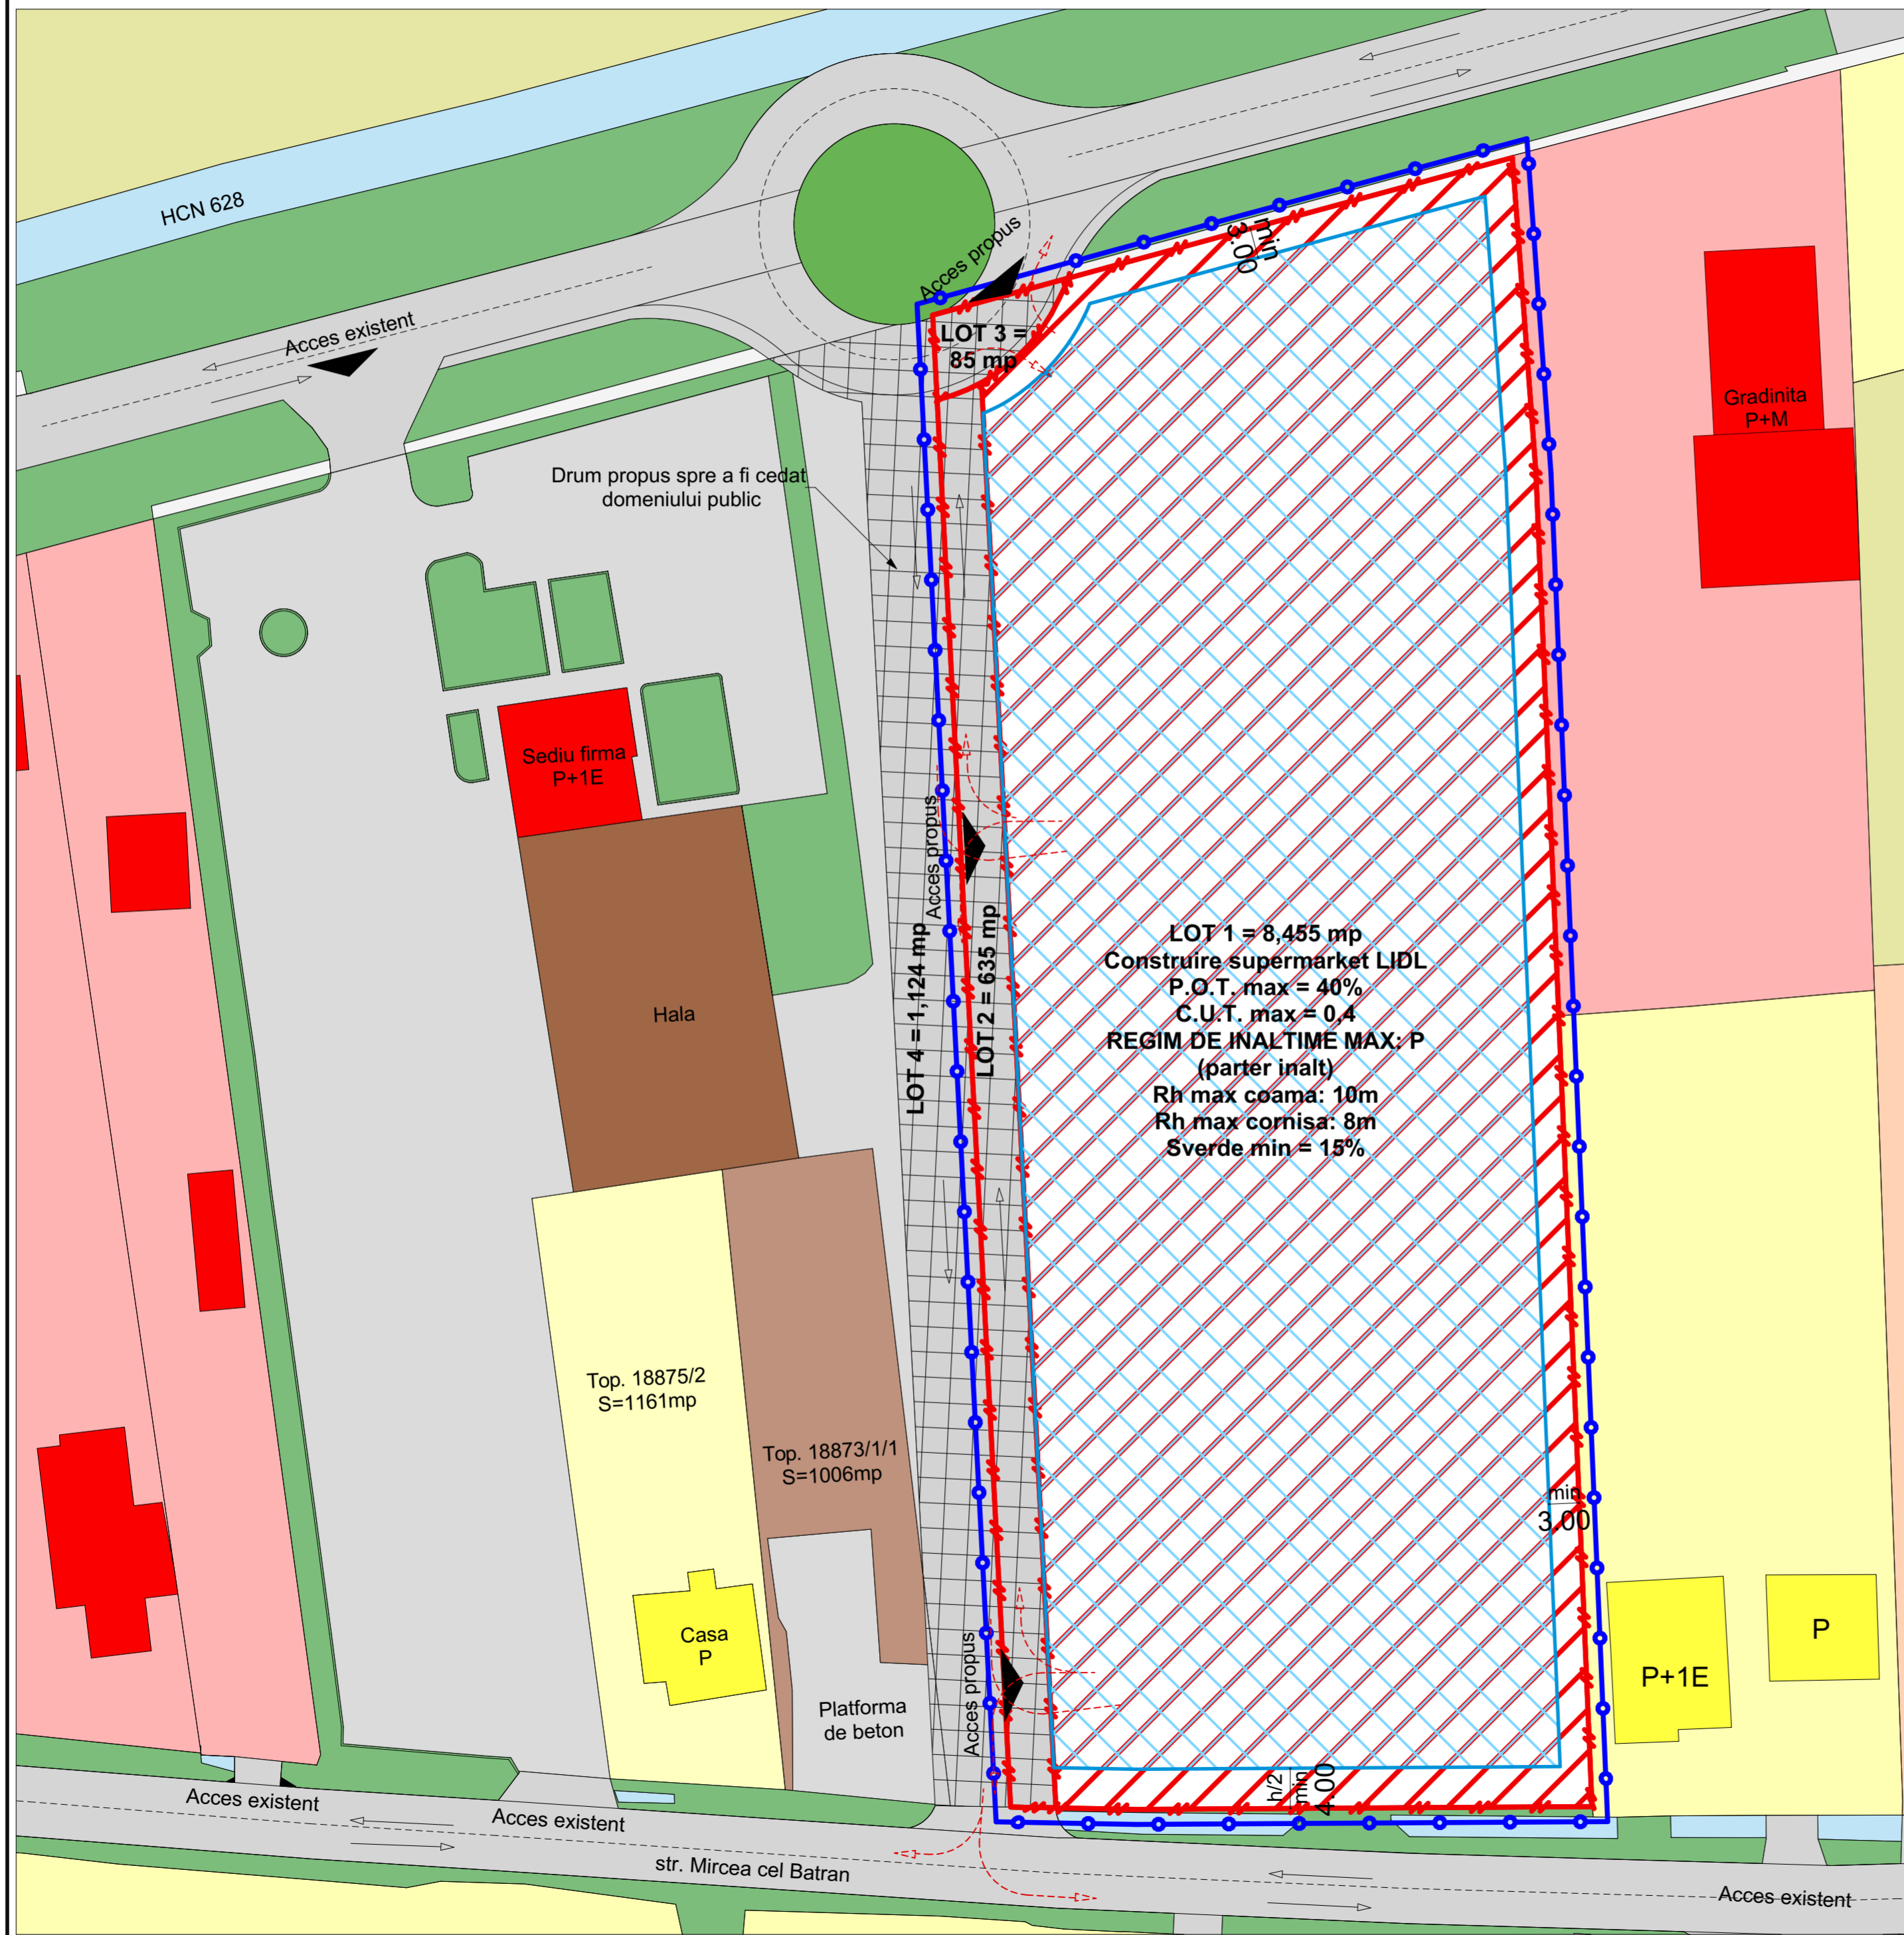 HCN 628
Acces existent
Acces propus
min
3.00
LOT 3 =
85 mp
Drum propus spre a fi cedat
domeniului public
Gradinita
P+M
Sediu firma
P+1E
Acces propus
Hala
LOT 4 = 1,124 mp
LOT 2 = 635 mp
LOT 1 = 8,455 mp
Construire supermarket LIDL
P.O.T. max = 40%
C.U.T. max = 0,4
REGIM DE INALTIME MAX: P
(parter inalt)
Rh max coama: 10m
Rh max cornisa: 8m
Sverde min = 15%
Top. 18875/2
S=1161mp
Top. 18873/1/1
S=1006mp
min
3.00
Casa
P
Platforma
de beton
Acces propus
P+1E
P
h/2
min
4.00
Acces existent
Acces existent
str. Mircea cel Batran
Acces existent